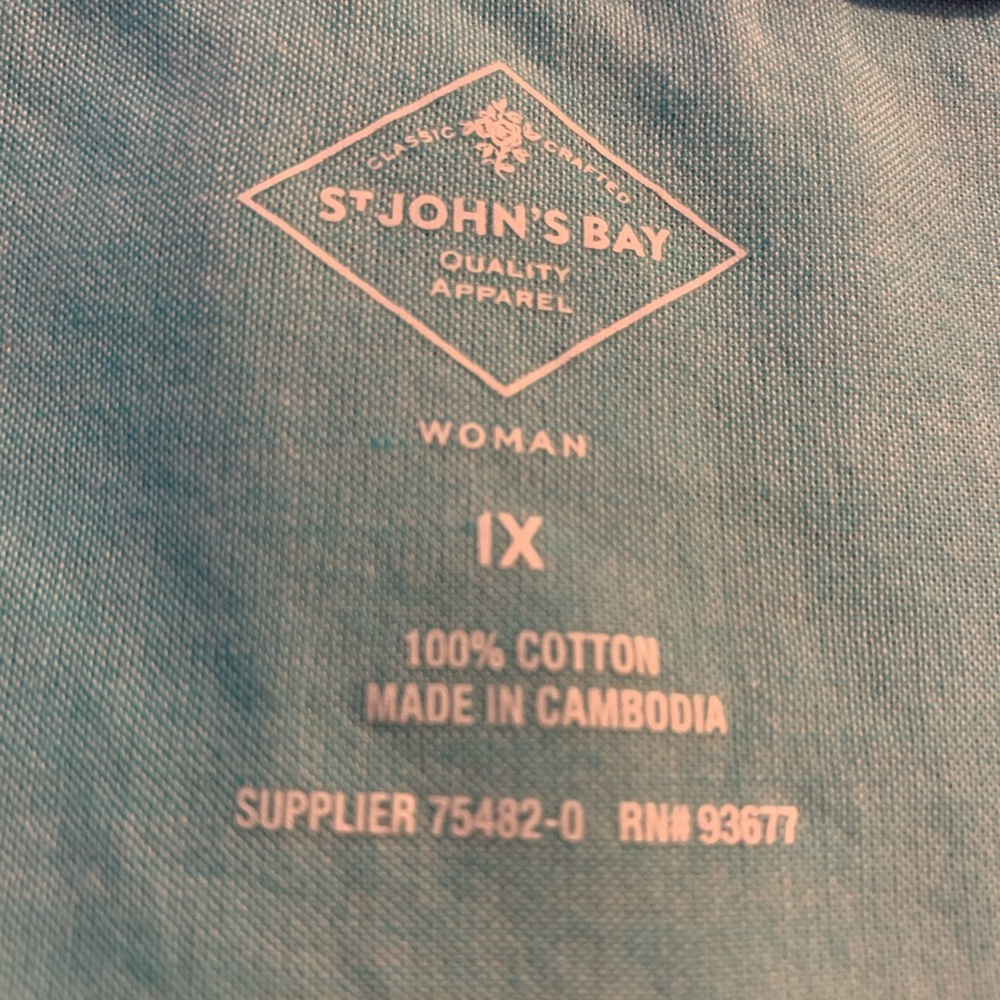 CLASSIC CRAFTED
ST JOHN'S BAY
QUALITY
APPAREL
WOMAN
1X
100% COTTON
MADE IN CAMBODIA
SUPPLIER 75482-0 RN# 93677